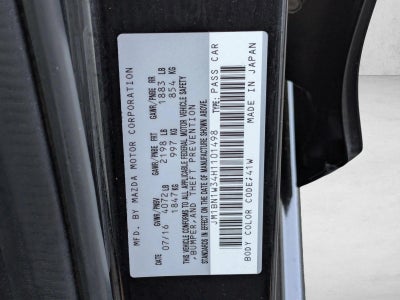 MFD. BY MAZDA MOTOR CORPORATION
DATE GVWR/PNBV GAWR/PNBE FRT GAWR/PNBE RR
07/16 4072 LB 2198 LB 1883 LB
1847 KG 997 KG 854 KG
THIS VEHICLE CONFORMS TO ALL APPLICABLE FEDERAL MOTOR VEHICLE SAFETY
,BUMPER,AND THEFT PREVENTION
STANDARDS IN EFFECT ON THE DATE OF MANUFACTURE SHOWN ABOVE.
JM1BN1W34H1101498 TYPE:PASS CAR
BODY COLOR CODE:41W MADE IN JAPAN